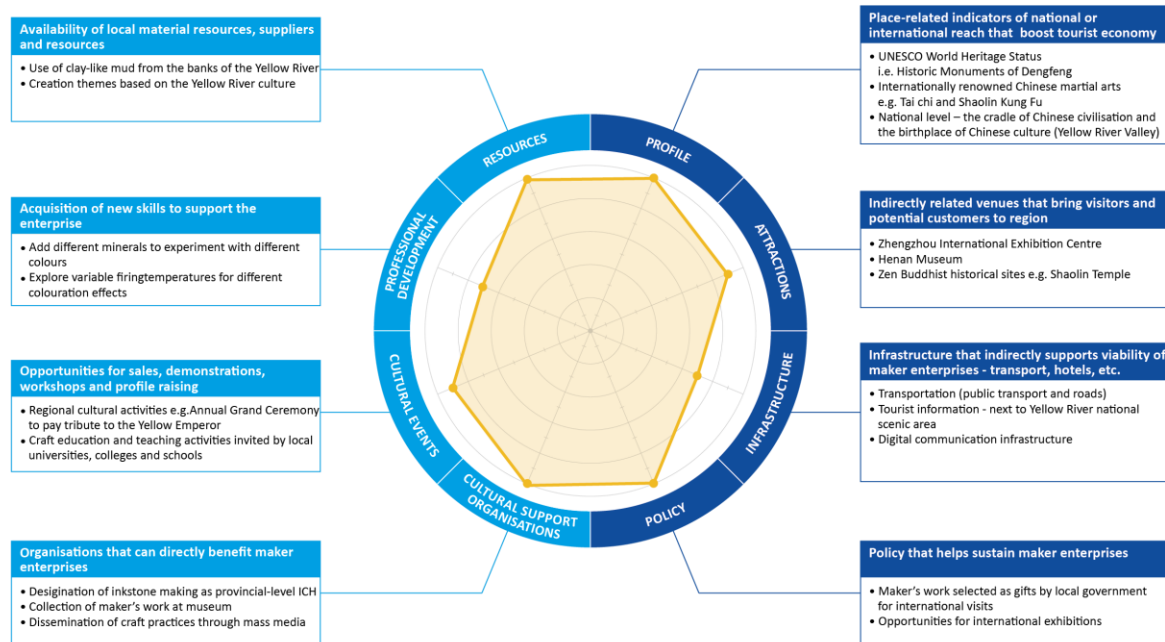 Availability of local material resources, suppliers
and resources
• Use of clay-like mud from the banks of the Yellow River
• Creation themes based on the Yellow River culture
Acquisition of new skills to support the
enterprise
• Add different minerals to experiment with different
colours
• Explore variable firingtemperatures for different
colouration effects
Opportunities for sales, demonstrations,
workshops and profile raising
• Regional cultural activities e.g.Annual Grand Ceremony
to pay tribute to the Yellow Emperor
• Craft education and teaching activities invited by local
universities, colleges and schools
Organisations that can directly benefit maker
enterprises
• Desigination of inkstone making as provincial-level ICH
• Collection of maker's work at museum
• Dissemination of craft practices through mass media
RESOURCES
PROFILE
PROFESSIONAL
DEVELOPMENT
ATTRACTIONS
CULTURAL EVENTS
INFRASTRUCTURE
CULTURAL SUPPORT
ORGANISATIONS
POLICY
Place-related indicators of national or
international reach that boost tourist economy
• UNESCO World Heritage Status
i.e. Historic Monuments of Dengfeng
• Internationally renowned Chinese martial arts
e.g. Tai chi and Shaolin Kung Fu
• National level – the cradle of Chinese civilisation and
the birthplace of Chinese culture (Yellow River Valley)
Indirectly related venues that bring visitors and
potential customers to region
• Zhengzhou International Exhibition Centre
• Henan Museum
• Zen Buddhist historical sites e.g. Shaolin Temple
Infrastructure that indirectly supports viability of
maker enterprises - transport, hotels, etc.
• Transportation (public transport and roads)
• Tourist information - next to Yellow River national
scenic area
• Digital communication infrastructure
Policy that helps sustain maker enterprises
• Maker's work selected as gifts by local government
for international visits
• Opportunities for international exhibitions